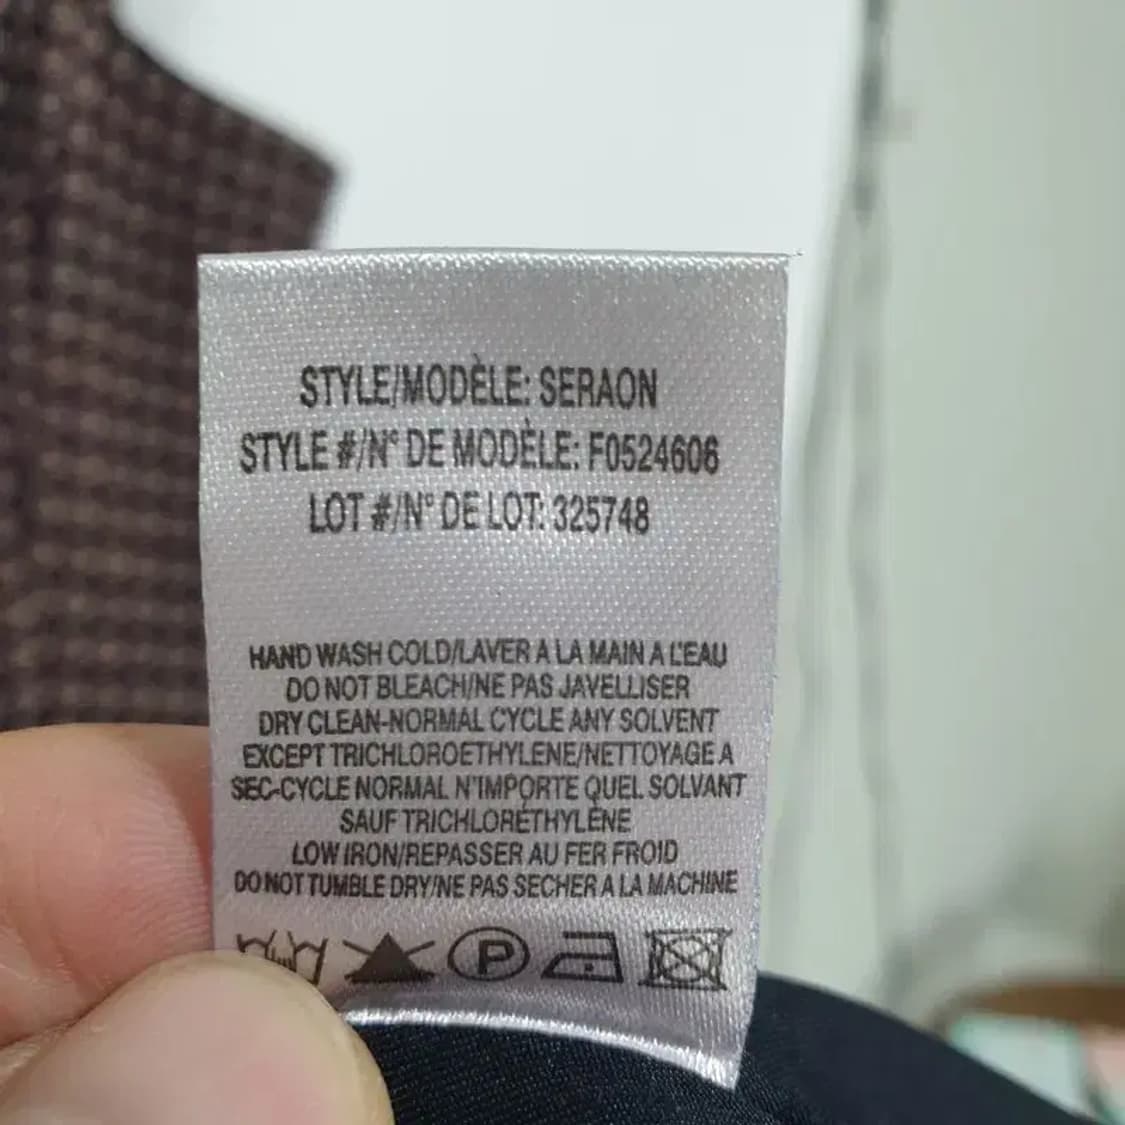 STYLE/MODÈLE: SERAON
STYLE #/N° DE MODÈLE: F0524606
LOT #/N° DE LOT: 325748
HAND WASH COLD/LAVER A LA MAIN A L'EAU
DO NOT BLEACH/NE PAS JAVELLISER
DRY CLEAN-NORMAL CYCLE ANY SOLVENT
EXCEPT TRICHLOROETHYLENE/NETTOYAGE A
SEC-CYCLE NORMAL N'IMPORTE QUEL SOLVANT
SAUF TRICHLORÉTHYLÈNE
LOW IRON/REPASSER AU FER FROID
DO NOT TUMBLE DRY/NE PAS SECHER A LA MACHINE
P